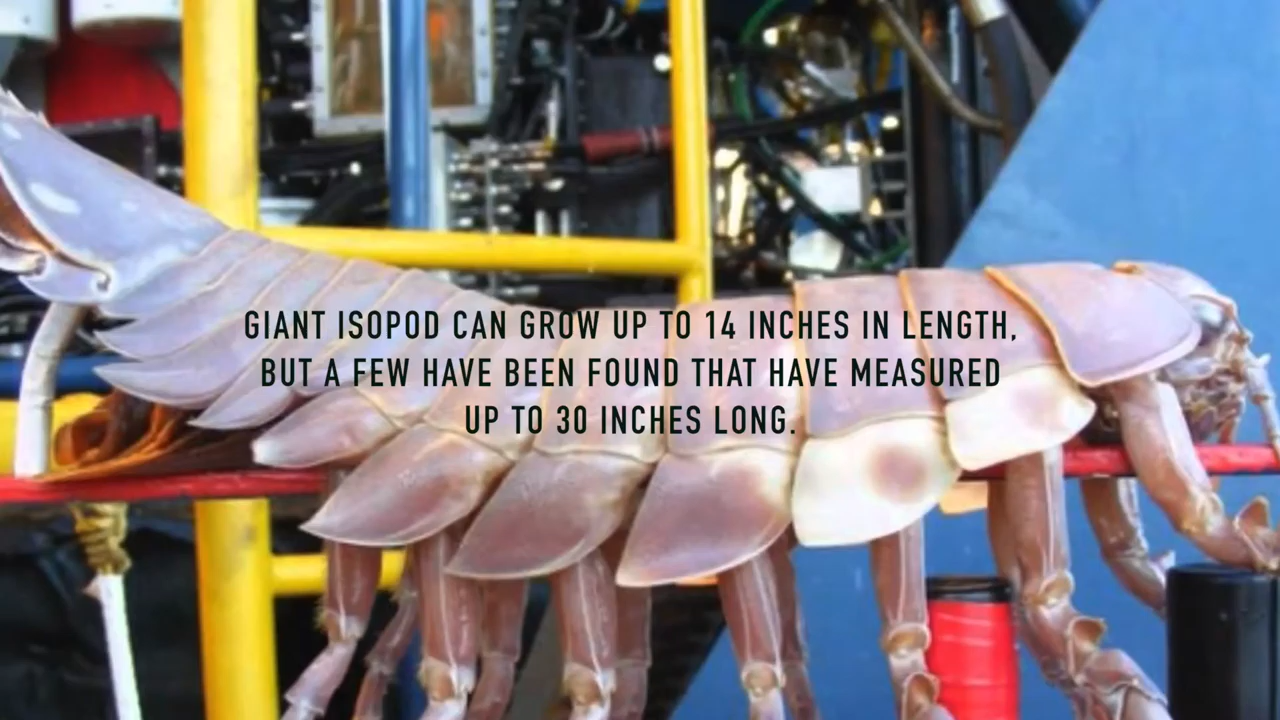 GIANT ISOPOD CAN GROW UP TO 14 INCHES IN LENGTH,
BUT A FEW HAVE BEEN FOUND THAT HAVE MEASURED
UP TO 30 INCHES LONG.